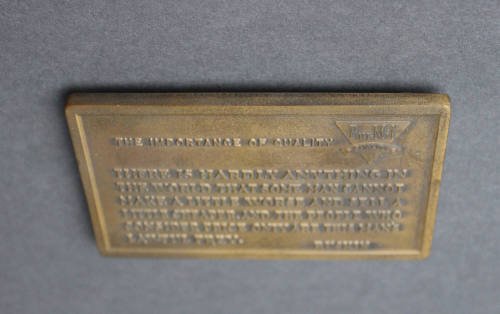 THE IMPORTANCE OF QUALITY
THERE IS HARDLY ANYTHING IN
THE WORLD THAT SOME MAN CANNOT
MAKE A LITTLE WORSE AND SELL A
LITTLE CHEAPER, AND THE PEOPLE WHO
CONSIDER PRICE ONLY ARE THIS MAN'S
LAWFUL PREY. RUSKIN